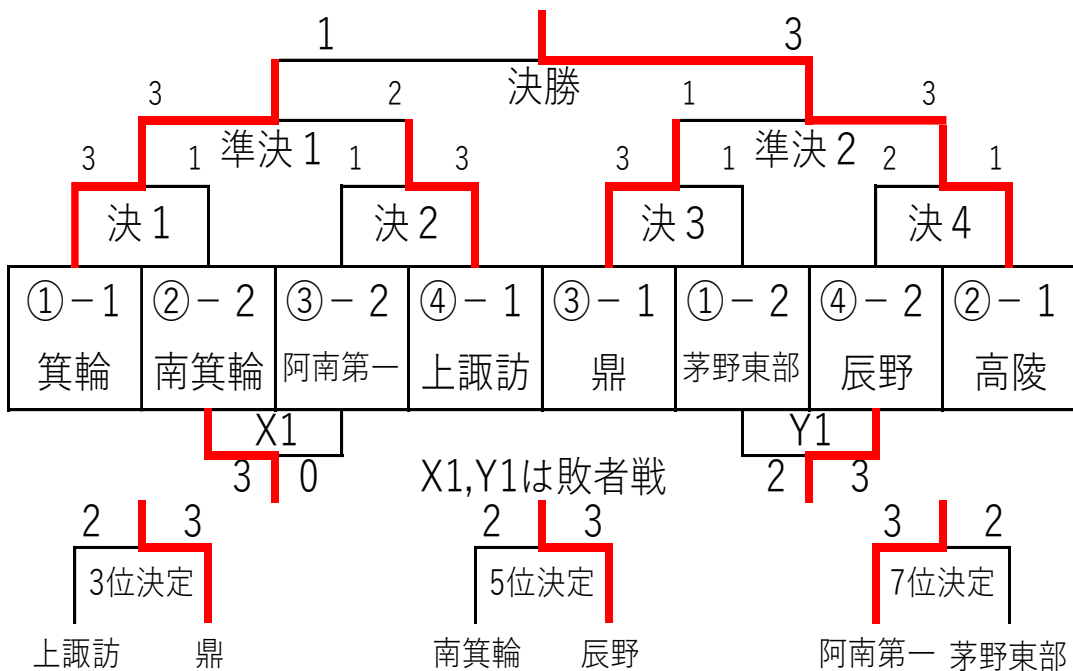 1 3
決勝
3 2 1 3
準決1 準決2
3 1 1 3 3 1 2 1
決1 決2 決3 決4
①-1 ②-2 ③-2 ④-1 ③-1 ①-2 ④-2 ②-1
箕輪 南箕輪 阿南第一 上諏訪 鼎 茅野東部 辰野 高陵
X1 Y1
3 0 X1,Y1は敗者戦 2 3
2 3 2 3 3 2
3位決定 5位決定 7位決定
上諏訪 鼎 南箕輪 辰野 阿南第一 茅野東部